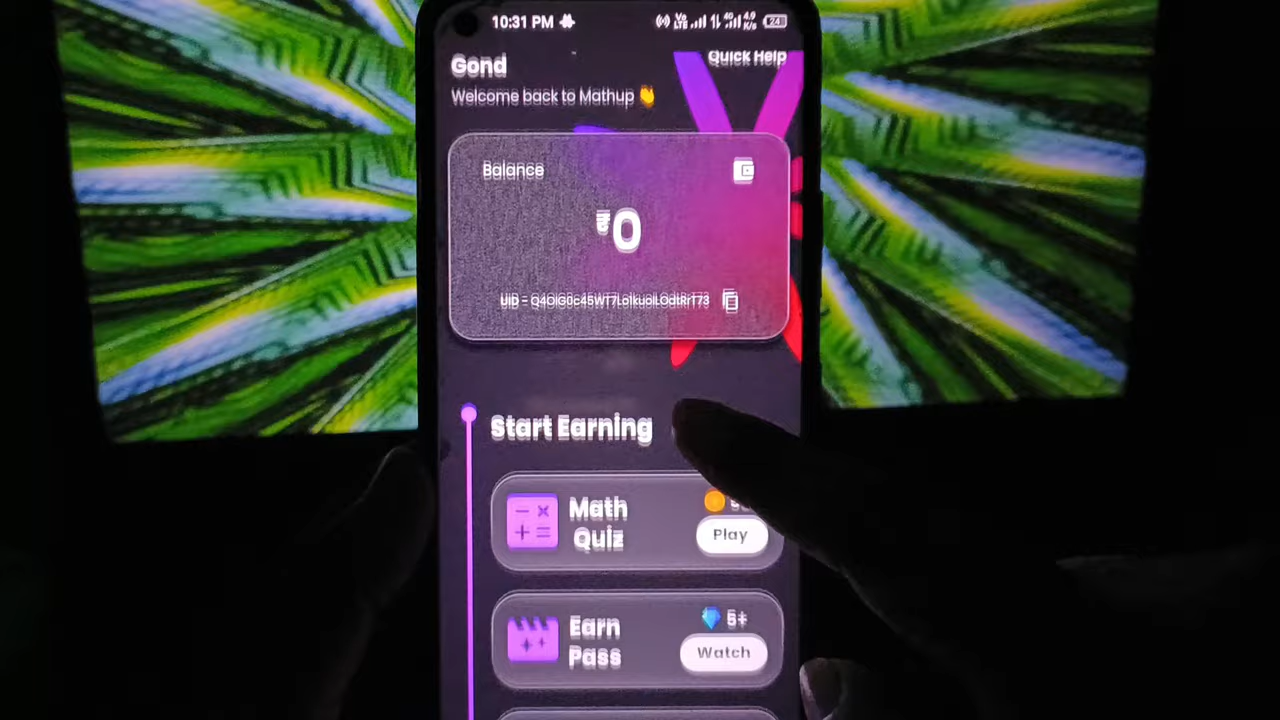 10:31 PM
24
Gond
Quick Help
Welcome back to Mathup 👋
Balance
₹0
Start Earning
Math
Quiz
Play
Earn
5+
Pass
Watch